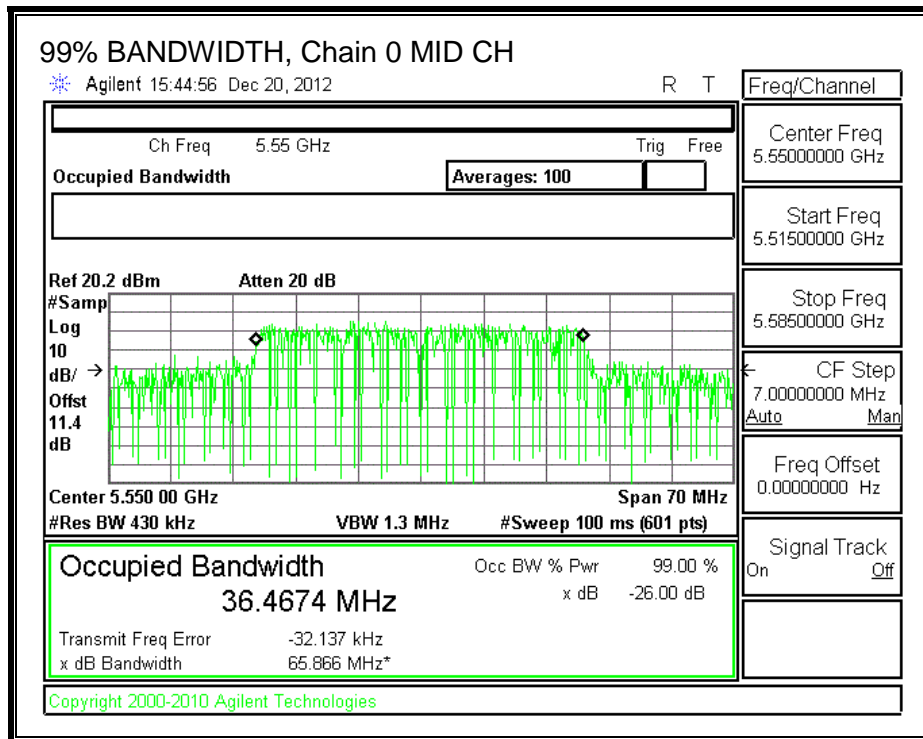 99% BANDWIDTH, Chain 0 MID CH
Agilent 15:44:56 Dec 20, 2012 R T
Freq/Channel
Ch Freq 5.55 GHz Trig Free
Occupied Bandwidth Averages: 100
Center Freq
5.55000000 GHz
Start Freq
5.51500000 GHz
Stop Freq
5.58500000 GHz
CF Step
7.00000000 MHz
Auto Man
Freq Offset
0.00000000 Hz
Signal Track
On Off
Ref 20.2 dBm Atten 20 dB
#Samp
Log
10
dB/
Offst
11.4
dB
Center 5.550 00 GHz Span 70 MHz
#Res BW 430 kHz VBW 1.3 MHz #Sweep 100 ms (601 pts)
Occupied Bandwidth Occ BW % Pwr 99.00 %
36.4674 MHz x dB -26.00 dB
Transmit Freq Error -32.137 kHz
x dB Bandwidth 65.866 MHz*
Copyright 2000-2010 Agilent Technologies